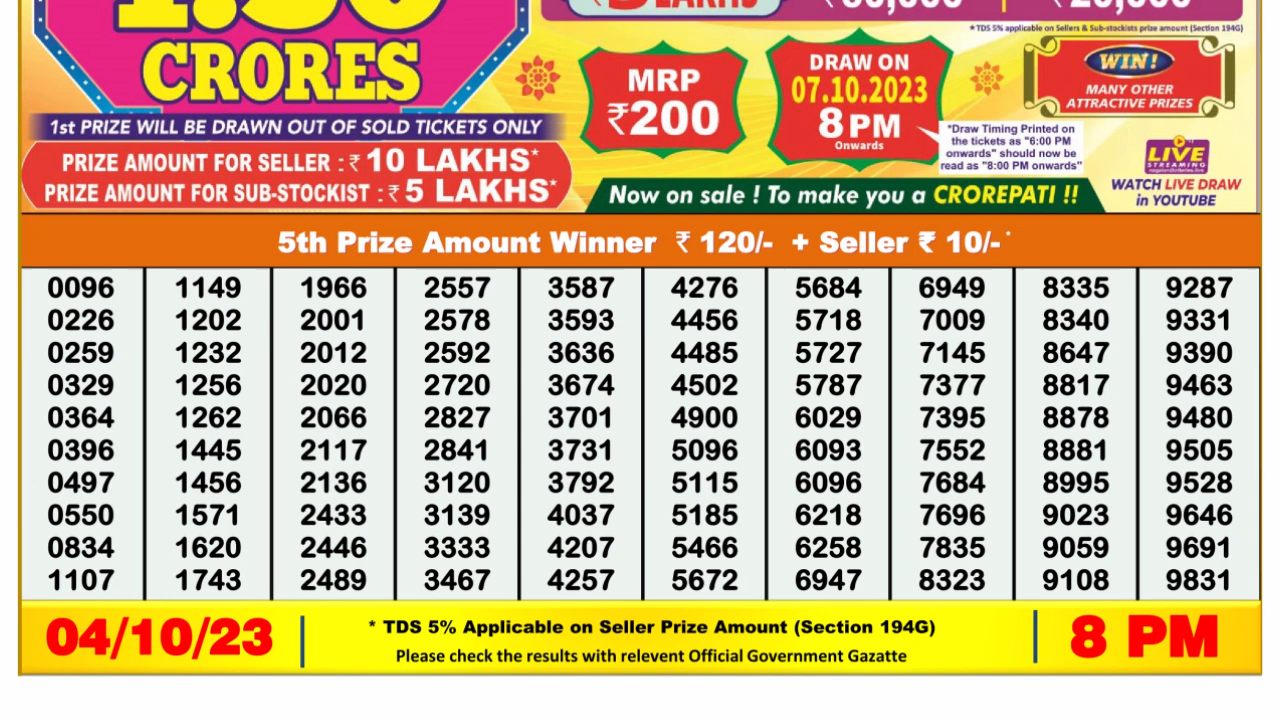 CRORES
LAKHS
* TDS 5% applicable on Sellers & Sub-stockists prize amount (Section 194G)
MRP
₹200
DRAW ON
07.10.2023
8 PM
Onwards
WIN!
MANY OTHER
ATTRACTIVE PRIZES
1st PRIZE WILL BE DRAWN OUT OF SOLD TICKETS ONLY
*Draw Timing Printed on
the tickets as "6:00 PM
onwards" should now be
read as "8:00 PM onwards"
LIVE
STREAMING
PRIZE AMOUNT FOR SELLER : ₹ 10 LAKHS*
PRIZE AMOUNT FOR SUB-STOCKIST : ₹ 5 LAKHS*
Now on sale ! To make you a CROREPATI !!
WATCH LIVE DRAW
in YOUTUBE
5th Prize Amount Winner ₹ 120/- + Seller ₹ 10/- *
0096 1149 1966 2557 3587 4276 5684 6949 8335 9287
0226 1202 2001 2578 3593 4456 5718 7009 8340 9331
0259 1232 2012 2592 3636 4485 5727 7145 8647 9390
0329 1256 2020 2720 3674 4502 5787 7377 8817 9463
0364 1262 2066 2827 3701 4900 6029 7395 8878 9480
0396 1445 2117 2841 3731 5096 6093 7552 8881 9505
0497 1456 2136 3120 3792 5115 6096 7684 8995 9528
0550 1571 2433 3139 4037 5185 6218 7696 9023 9646
0834 1620 2446 3333 4207 5466 6258 7835 9059 9691
1107 1743 2489 3467 4257 5672 6947 8323 9108 9831
04/10/23
* TDS 5% Applicable on Seller Prize Amount (Section 194G)
Please check the results with relevent Official Government Gazatte
8 PM